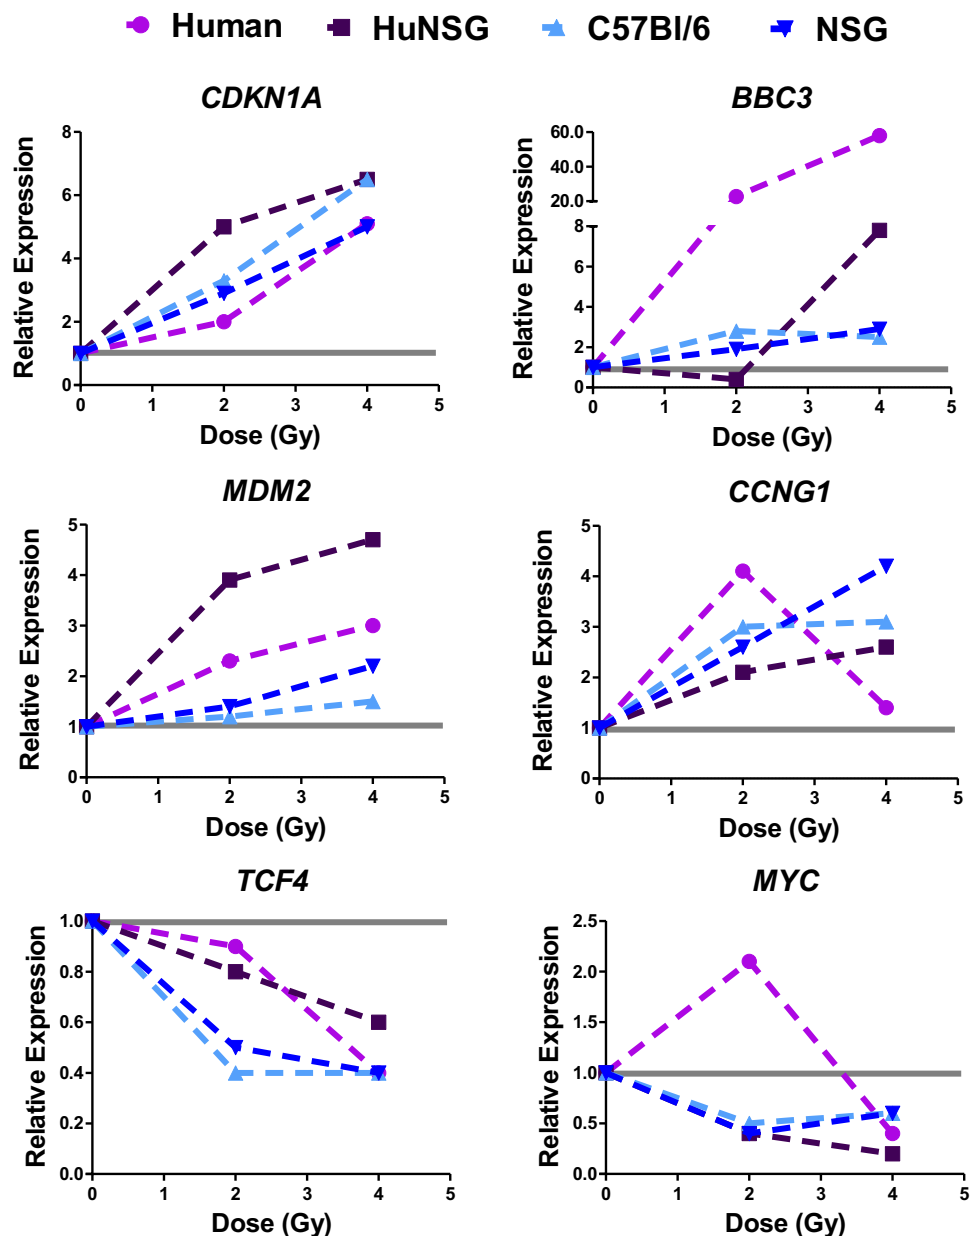 Human HuNSG C57Bl/6 NSG
CDKN1A
Relative Expression
8
6
4
2
0
0 1 2 3 4 5
Dose (Gy)
BBC3
Relative Expression
60.0
40.0
20.0
8
6
4
2
0
0 1 2 3 4 5
Dose (Gy)
MDM2
Relative Expression
5
4
3
2
1
0
0 1 2 3 4 5
Dose (Gy)
CCNG1
Relative Expression
5
4
3
2
1
0
0 1 2 3 4 5
Dose (Gy)
TCF4
Relative Expression
1.0
0.8
0.6
0.4
0.2
0.0
0 1 2 3 4 5
Dose (Gy)
MYC
Relative Expression
2.5
2.0
1.5
1.0
0.5
0.0
0 1 2 3 4 5
Dose (Gy)